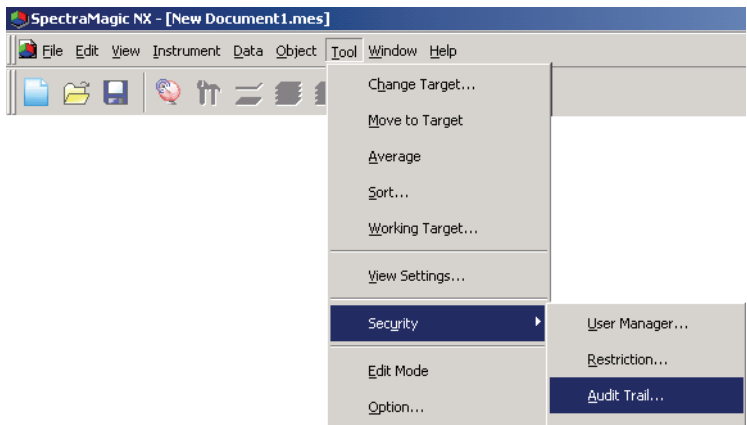 SpectraMagic NX - [New Document1.mes]
File Edit View Instrument Data Object Tool Window Help
Change Target...
Move to Target
Average
Sort...
Working Target...
View Settings...
Security
User Manager...
Restriction...
Audit Trail...
Edit Mode
Option...